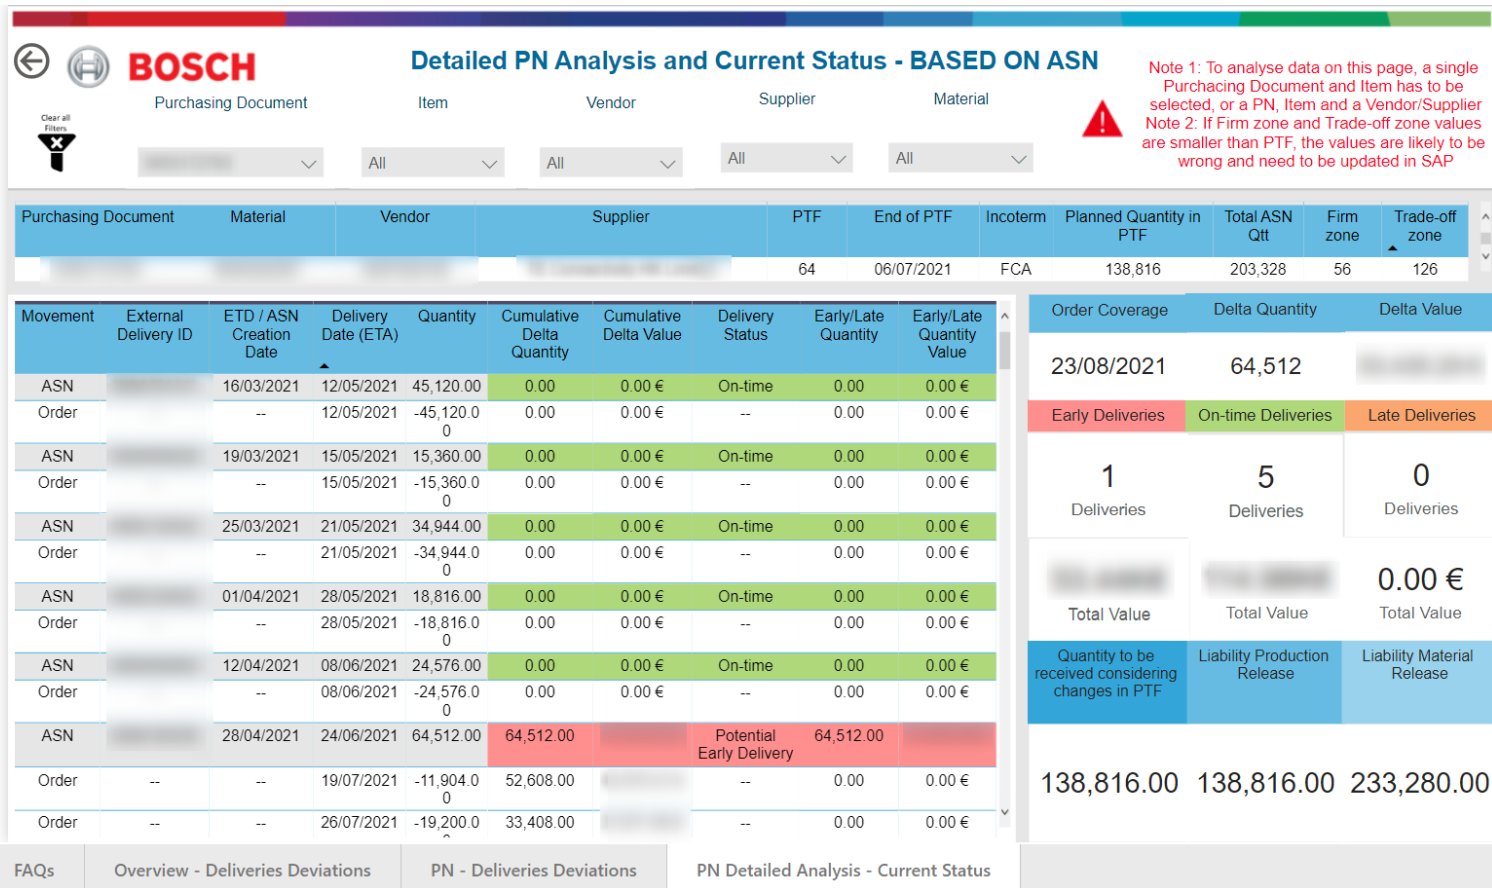 BOSCH
Detailed PN Analysis and Current Status - BASED ON ASN
Note 1: To analyse data on this page, a single
Purchacing Document and Item has to be
selected, or a PN, Item and a Vendor/Supplier
Note 2: If Firm zone and Trade-off zone values
are smaller than PTF, the values are likely to be
wrong and need to be updated in SAP
Clear all
Filters
Purchasing Document Item Vendor Supplier Material
All All All All
Purchasing Document Material Vendor Supplier PTF End of PTF Incoterm Planned Quantity in Total ASN Firm Trade-off
PTF Qtt zone zone
64 06/07/2021 FCA 138,816 203,328 56 126
Movement External ETD / ASN Delivery Quantity Cumulative Cumulative Delivery Early/Late Early/Late
Delivery ID Creation Date (ETA) Delta Delta Value Status Quantity Quantity
Date Quantity Value
ASN 16/03/2021 12/05/2021 45,120.00 0.00 0.00 € On-time 0.00 0.00 €
Order -- 12/05/2021 -45,120.0 0.00 0.00 € -- 0.00 0.00 €
0
ASN 19/03/2021 15/05/2021 15,360.00 0.00 0.00 € On-time 0.00 0.00 €
Order -- 15/05/2021 -15,360.0 0.00 0.00 € -- 0.00 0.00 €
0
ASN 25/03/2021 21/05/2021 34,944.00 0.00 0.00 € On-time 0.00 0.00 €
Order -- 21/05/2021 -34,944.0 0.00 0.00 € -- 0.00 0.00 €
0
ASN 01/04/2021 28/05/2021 18,816.00 0.00 0.00 € On-time 0.00 0.00 €
Order -- 28/05/2021 -18,816.0 0.00 0.00 € -- 0.00 0.00 €
0
ASN 12/04/2021 08/06/2021 24,576.00 0.00 0.00 € On-time 0.00 0.00 €
Order -- 08/06/2021 -24,576.0 0.00 0.00 € -- 0.00 0.00 €
0
ASN 28/04/2021 24/06/2021 64,512.00 64,512.00 Potential 64,512.00
Early Delivery
Order -- -- 19/07/2021 -11,904.0 52,608.00 -- 0.00 0.00 €
0
Order -- -- 26/07/2021 -19,200.0 33,408.00 -- 0.00 0.00 €
Order Coverage Delta Quantity Delta Value
23/08/2021 64,512
Early Deliveries On-time Deliveries Late Deliveries
1 5 0
Deliveries Deliveries Deliveries
0.00 €
Total Value Total Value Total Value
Quantity to be Liability Production Liability Material
received considering Release Release
changes in PTF
138,816.00 138,816.00 233,280.00
FAQs Overview - Deliveries Deviations PN - Deliveries Deviations PN Detailed Analysis - Current Status